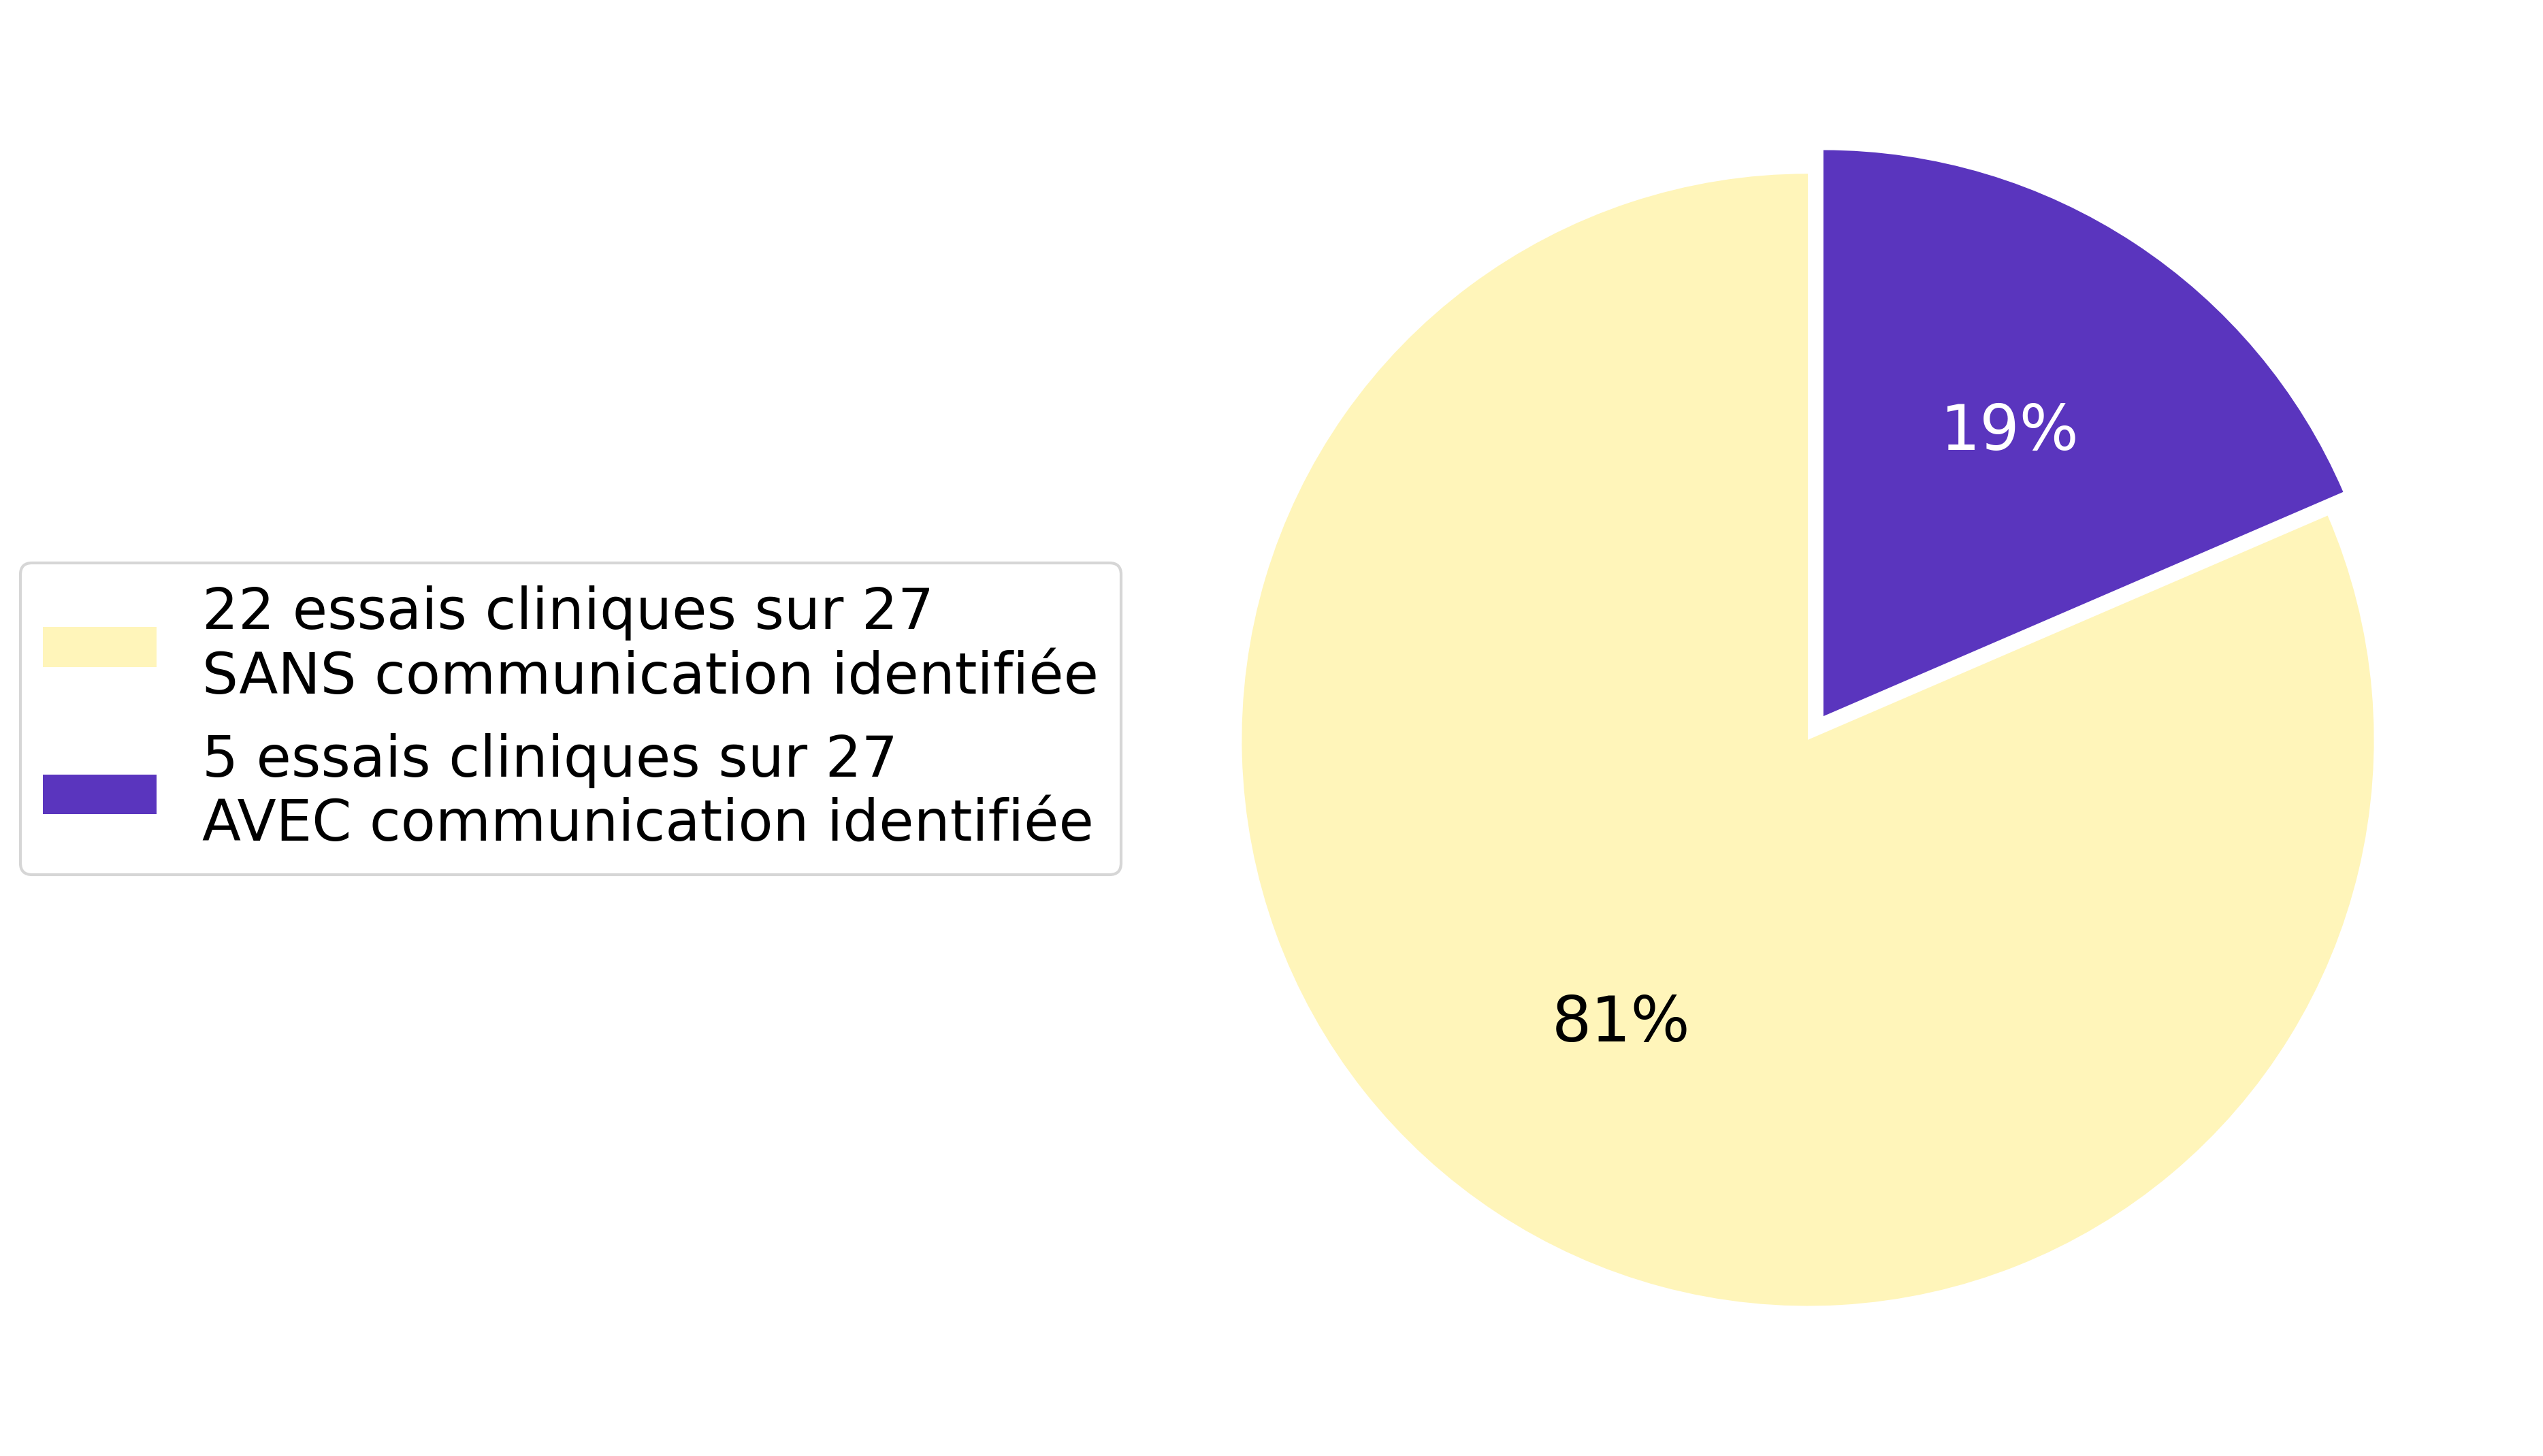 22 essais cliniques sur 27
SANS communication identifiée
5 essais cliniques sur 27
AVEC communication identifiée
19%
81%